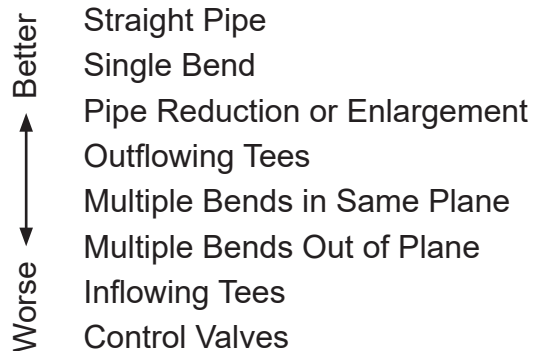 Better
Worse
Straight Pipe
Single Bend
Pipe Reduction or Enlargement
Outflowing Tees
Multiple Bends in Same Plane
Multiple Bends Out of Plane
Inflowing Tees
Control Valves